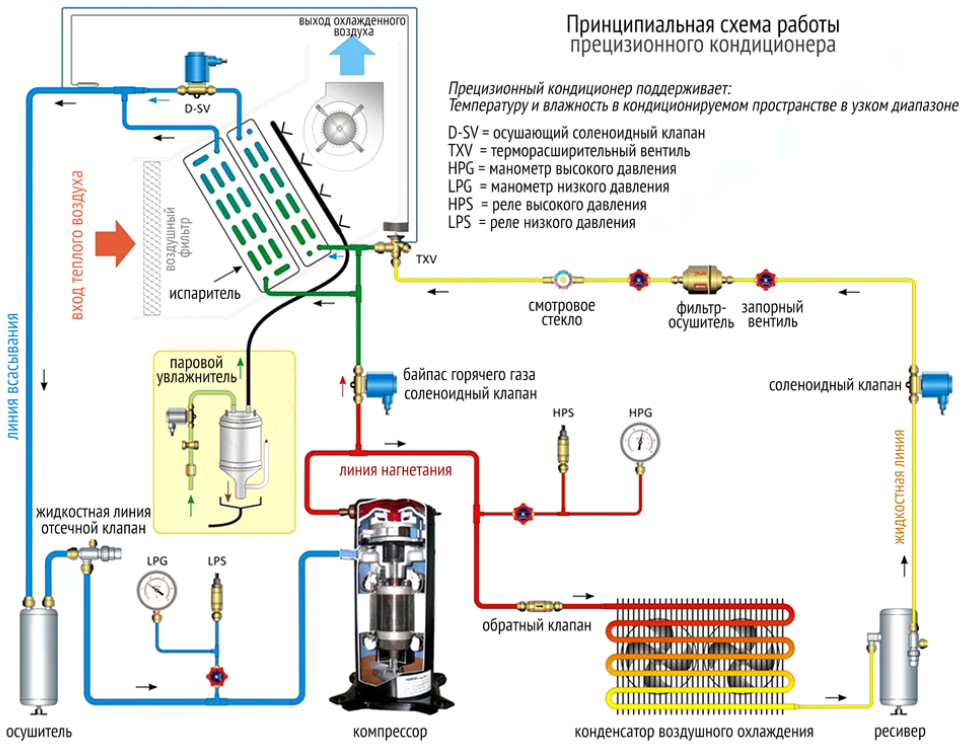 Принципиальная схема работы
прецизионного кондиционера
Прецизионный кондиционер поддерживает:
Температуру и влажность в кондиционируемом пространстве в узком диапазоне
D-SV = осушающий соленоидный клапан
TXV = терморасширительный вентиль
HPG = манометр высокого давления
LPG = манометр низкого давления
HPS = реле высокого давления
LPS = реле низкого давления
выход охлажденного
воздуха
D-SV
вход теплого воздуха
воздушный
фильтр
испаритель
TXV
смотровое
стекло
фильтр-
осушитель
запорный
вентиль
линия всасывания
паровой
увлажнитель
байпас горячего газа
соленоидный клапан
соленоидный клапан
HPS
HPG
линия нагнетания
жидкостная линия
жидкостная линия
отсечной клапан
LPG
LPS
обратный клапан
осушитель
компрессор
конденсатор воздушного охлаждения
ресивер